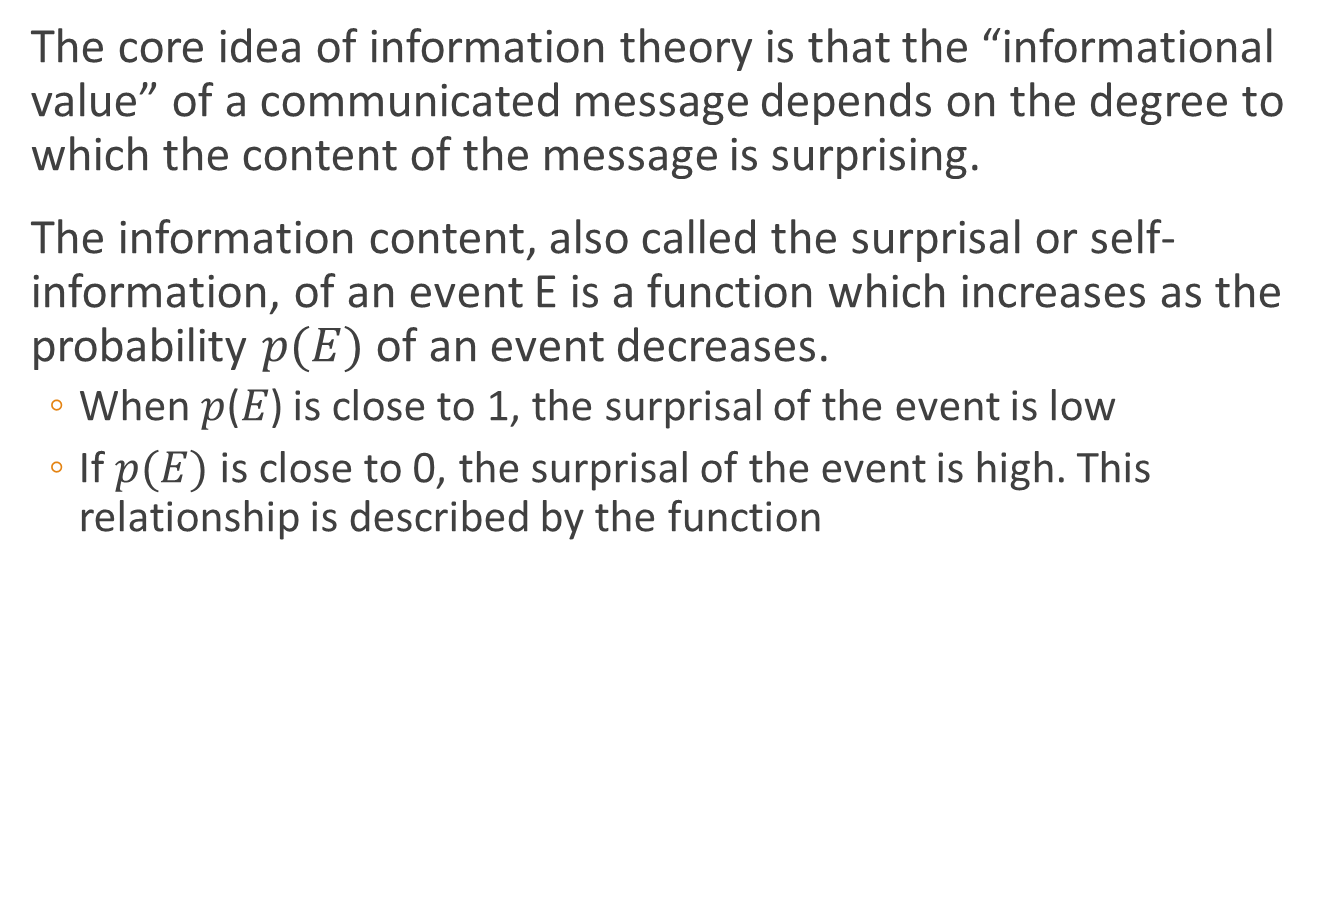 The core idea of information theory is that the “informational
value” of a communicated message depends on the degree to
which the content of the message is surprising.
The information content, also called the surprisal or self-
information, of an event E is a function which increases as the
probability 𝑝(𝐸) of an event decreases.
◦ When 𝑝(𝐸) is close to 1, the surprisal of the event is low
◦ If 𝑝(𝐸) is close to 0, the surprisal of the event is high. This
relationship is described by the function